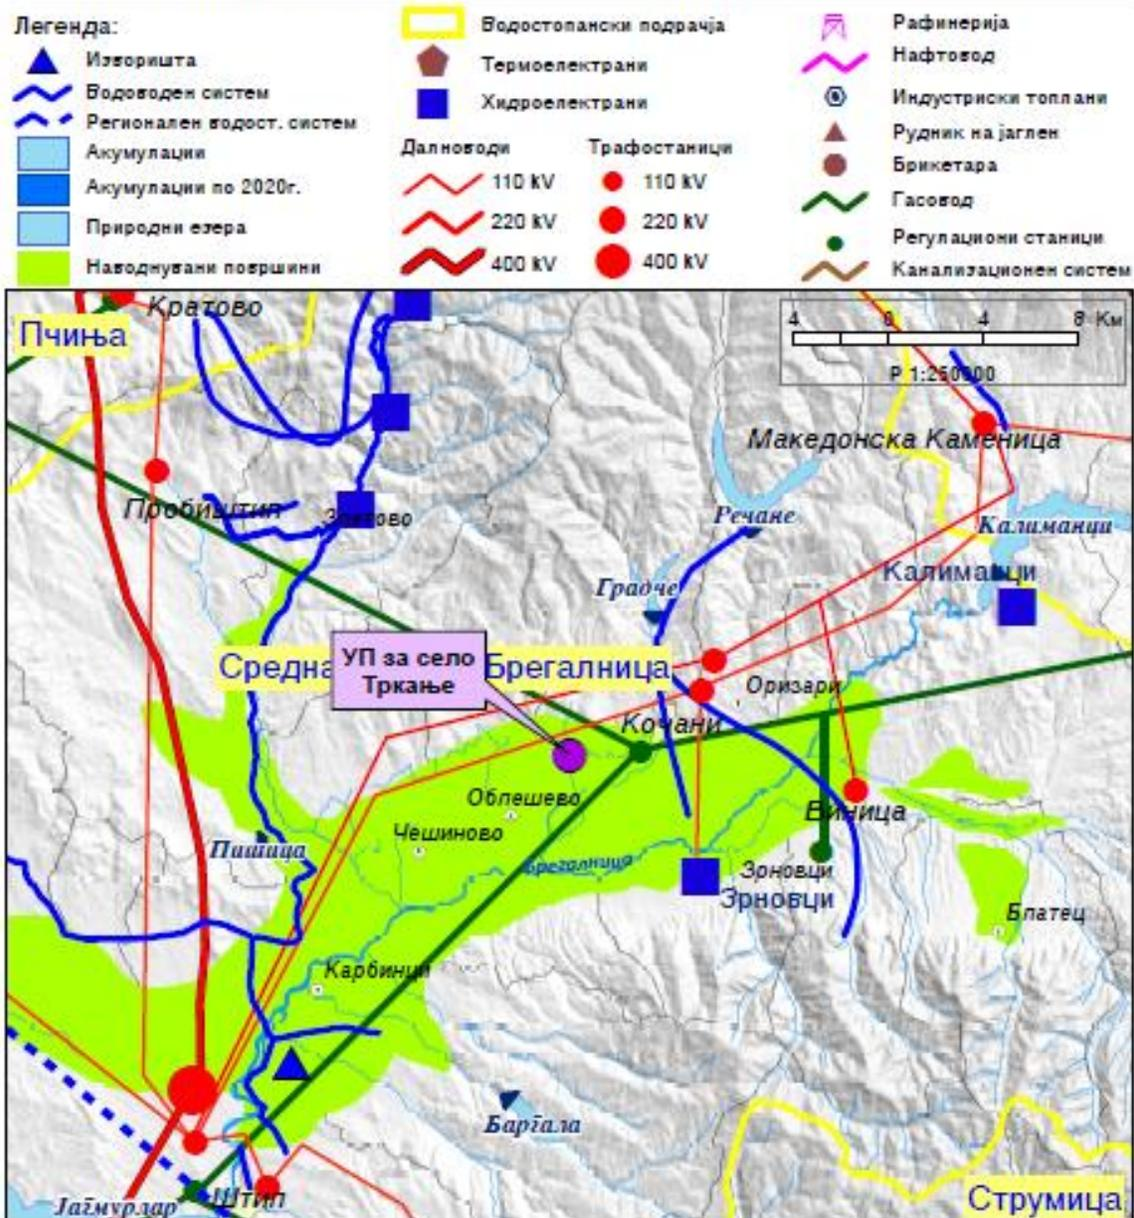 Легенда:
Изворишта
Водоводен систем
Регионален водост. систем
Акумулации
Акумулации по 2020г.
Природни езера
Наводнувани површини
Водостопански подрачја
Термоелектрани
Хидроелектрани
Далноводи
110 kV
220 kV
400 kV
Трафостаници
110 kV
220 kV
400 kV
Рафинерија
Нафтовод
Индустриски топлани
Рудник на јаглен
Брикетара
Гасовод
Регулациони станици
Канализационен систем
Кратово
Пчиња
4 0 4 8 Км
Р 1:250000
Македонска Каменица
Пробиштип
Злетово
Речане
Калиманци
Калиманци
Градче
УП за село
Тркање
Средна Брегалница
Оризари
Кочани
Облешево
Виница
Чешиново
Пишица
Брегалница
Зрновци
Зрновци
Блатец
Карбинци
Баргала
Јагмурлар
Штип
Струмица